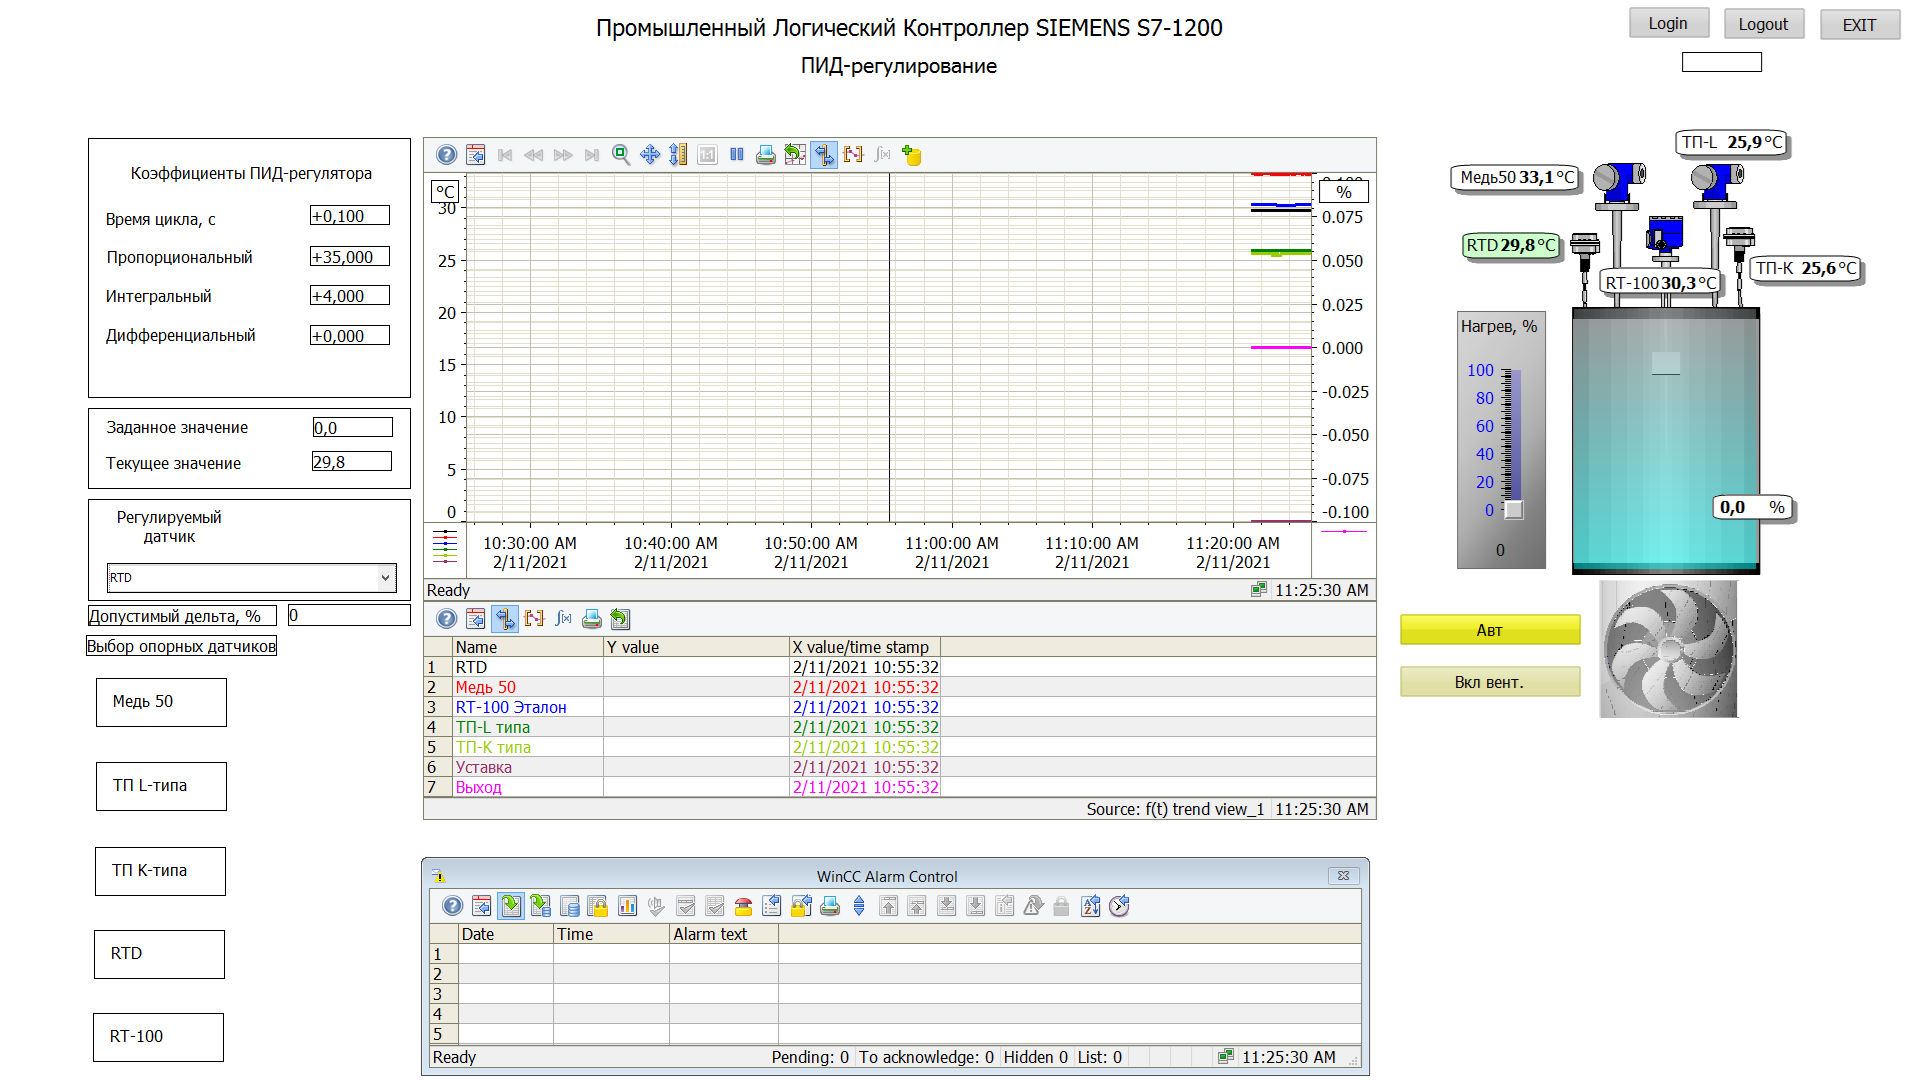 Промышленный Логический Контроллер SIEMENS S7-1200
ПИД-регулирование
Login
Logout
EXIT
Коэффициенты ПИД-регулятора
Время цикла, с
+0,100
Пропорциональный
+35,000
Интегральный
+4,000
Дифференциальный
+0,000
Заданное значение
0,0
Текущее значение
29,8
Регулируемый
датчик
RTD
Допустимый дельта, %
0
Выбор опорных датчиков
Медь 50
ТП L-типа
ТП K-типа
RTD
RT-100
°C
30
25
20
15
10
5
0
%
0.075
0.050
0.025
0.000
-0.025
-0.050
-0.075
-0.100
10:30:00 AM 10:40:00 AM 10:50:00 AM 11:00:00 AM 11:10:00 AM 11:20:00 AM
2/11/2021 2/11/2021 2/11/2021 2/11/2021 2/11/2021 2/11/2021
Ready 11:25:30 AM
Name Y value X value/time stamp
1 RTD 2/11/2021 10:55:32
2 Медь 50 2/11/2021 10:55:32
3 RT-100 Эталон 2/11/2021 10:55:32
4 ТП-L типа 2/11/2021 10:55:32
5 ТП-K типа 2/11/2021 10:55:32
6 Уставка 2/11/2021 10:55:32
7 Выход 2/11/2021 10:55:32
Source: f(t) trend view_1 11:25:30 AM
WinCC Alarm Control
Date Time Alarm text
1
2
3
4
5
Ready Pending: 0 To acknowledge: 0 Hidden 0 List: 0 11:25:30 AM
ТП-L 25,9 °C
Медь50 33,1 °C
RTD 29,8 °C
RT-100 30,3 °C
ТП-K 25,6 °C
Нагрев, %
100
80
60
40
20
0
0
0,0 %
Авт
Вкл вент.